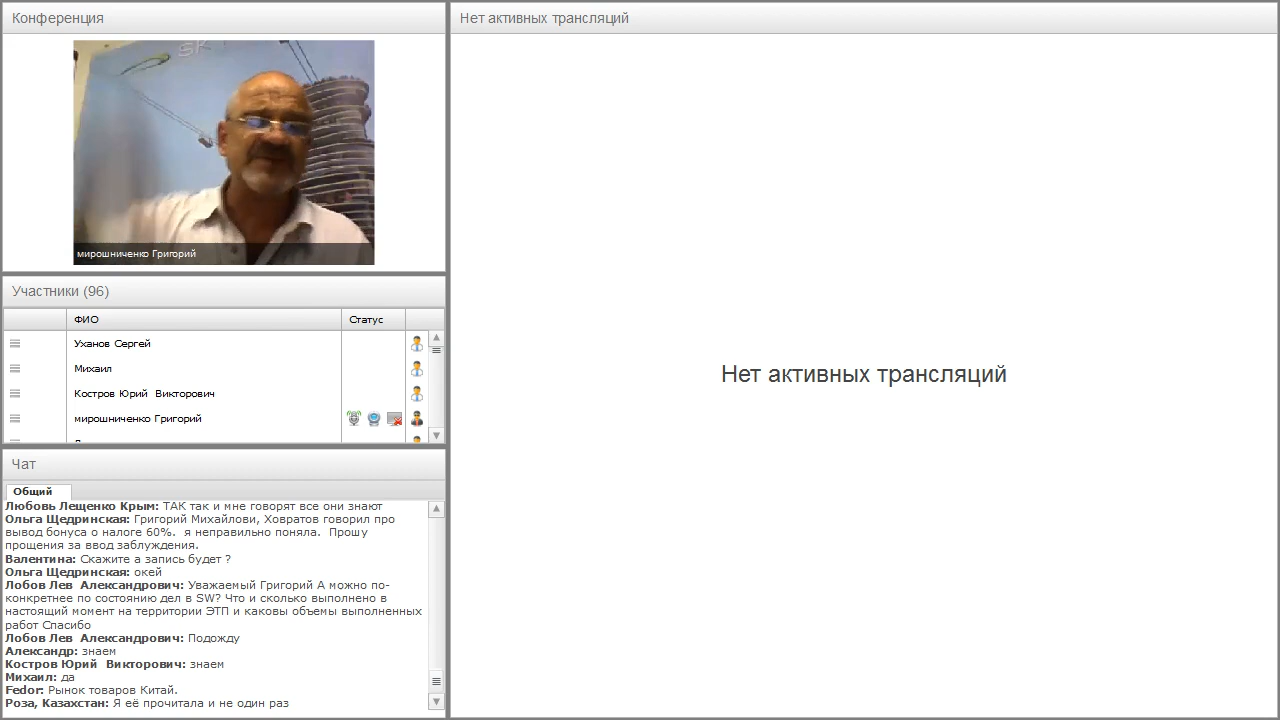 Конференция
Нет активных трансляций
SK
мирошниченко Григорий
Участники (96)
ФИО
Статус
Уханов Сергей
Михаил
Костров Юрий Викторович
мирошниченко Григорий
Чат
Общий
Любовь Лещенко Крым: ТАК так и мне говорят все они знают
Ольга Щедринская: Григорий Михайлови, Ховратов говорил про
вывод бонуса о налоге 60%. я неправильно поняла. Прошу
прощения за ввод заблуждения.
Валентина: Скажите а запись будет ?
Ольга Щедринская: окей
Лобов Лев Александрович: Уважаемый Григорий А можно по-
конкретнее по состоянию дел в SW? Что и сколько выполнено в
настоящий момент на территории ЭТП и каковы объемы выполненных
работ Спасибо
Лобов Лев Александрович: Подожду
Александр: знаем
Костров Юрий Викторович: знаем
Михаил: да
Fedor: Рынок товаров Китай.
Роза, Казахстан: Я её прочитала и не один раз
Нет активных трансляций